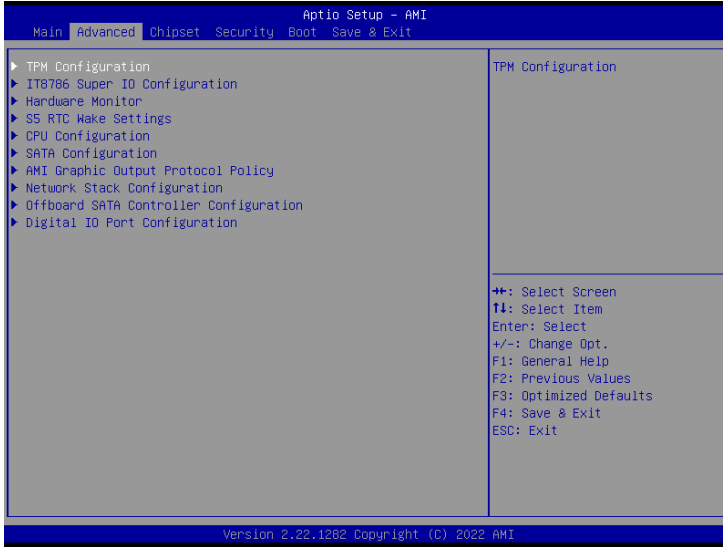 Aptio Setup – AMI
Main Advanced Chipset Security Boot Save & Exit
▶ TPM Configuration
▶ IT8786 Super IO Configuration
▶ Hardware Monitor
▶ S5 RTC Wake Settings
▶ CPU Configuration
▶ SATA Configuration
▶ AMI Graphic Output Protocol Policy
▶ Network Stack Configuration
▶ Offboard SATA Controller Configuration
▶ Digital IO Port Configuration
TPM Configuration
→←: Select Screen
↑↓: Select Item
Enter: Select
+/-: Change Opt.
F1: General Help
F2: Previous Values
F3: Optimized Defaults
F4: Save & Exit
ESC: Exit
Version 2.22.1282 Copyright (C) 2022 AMI